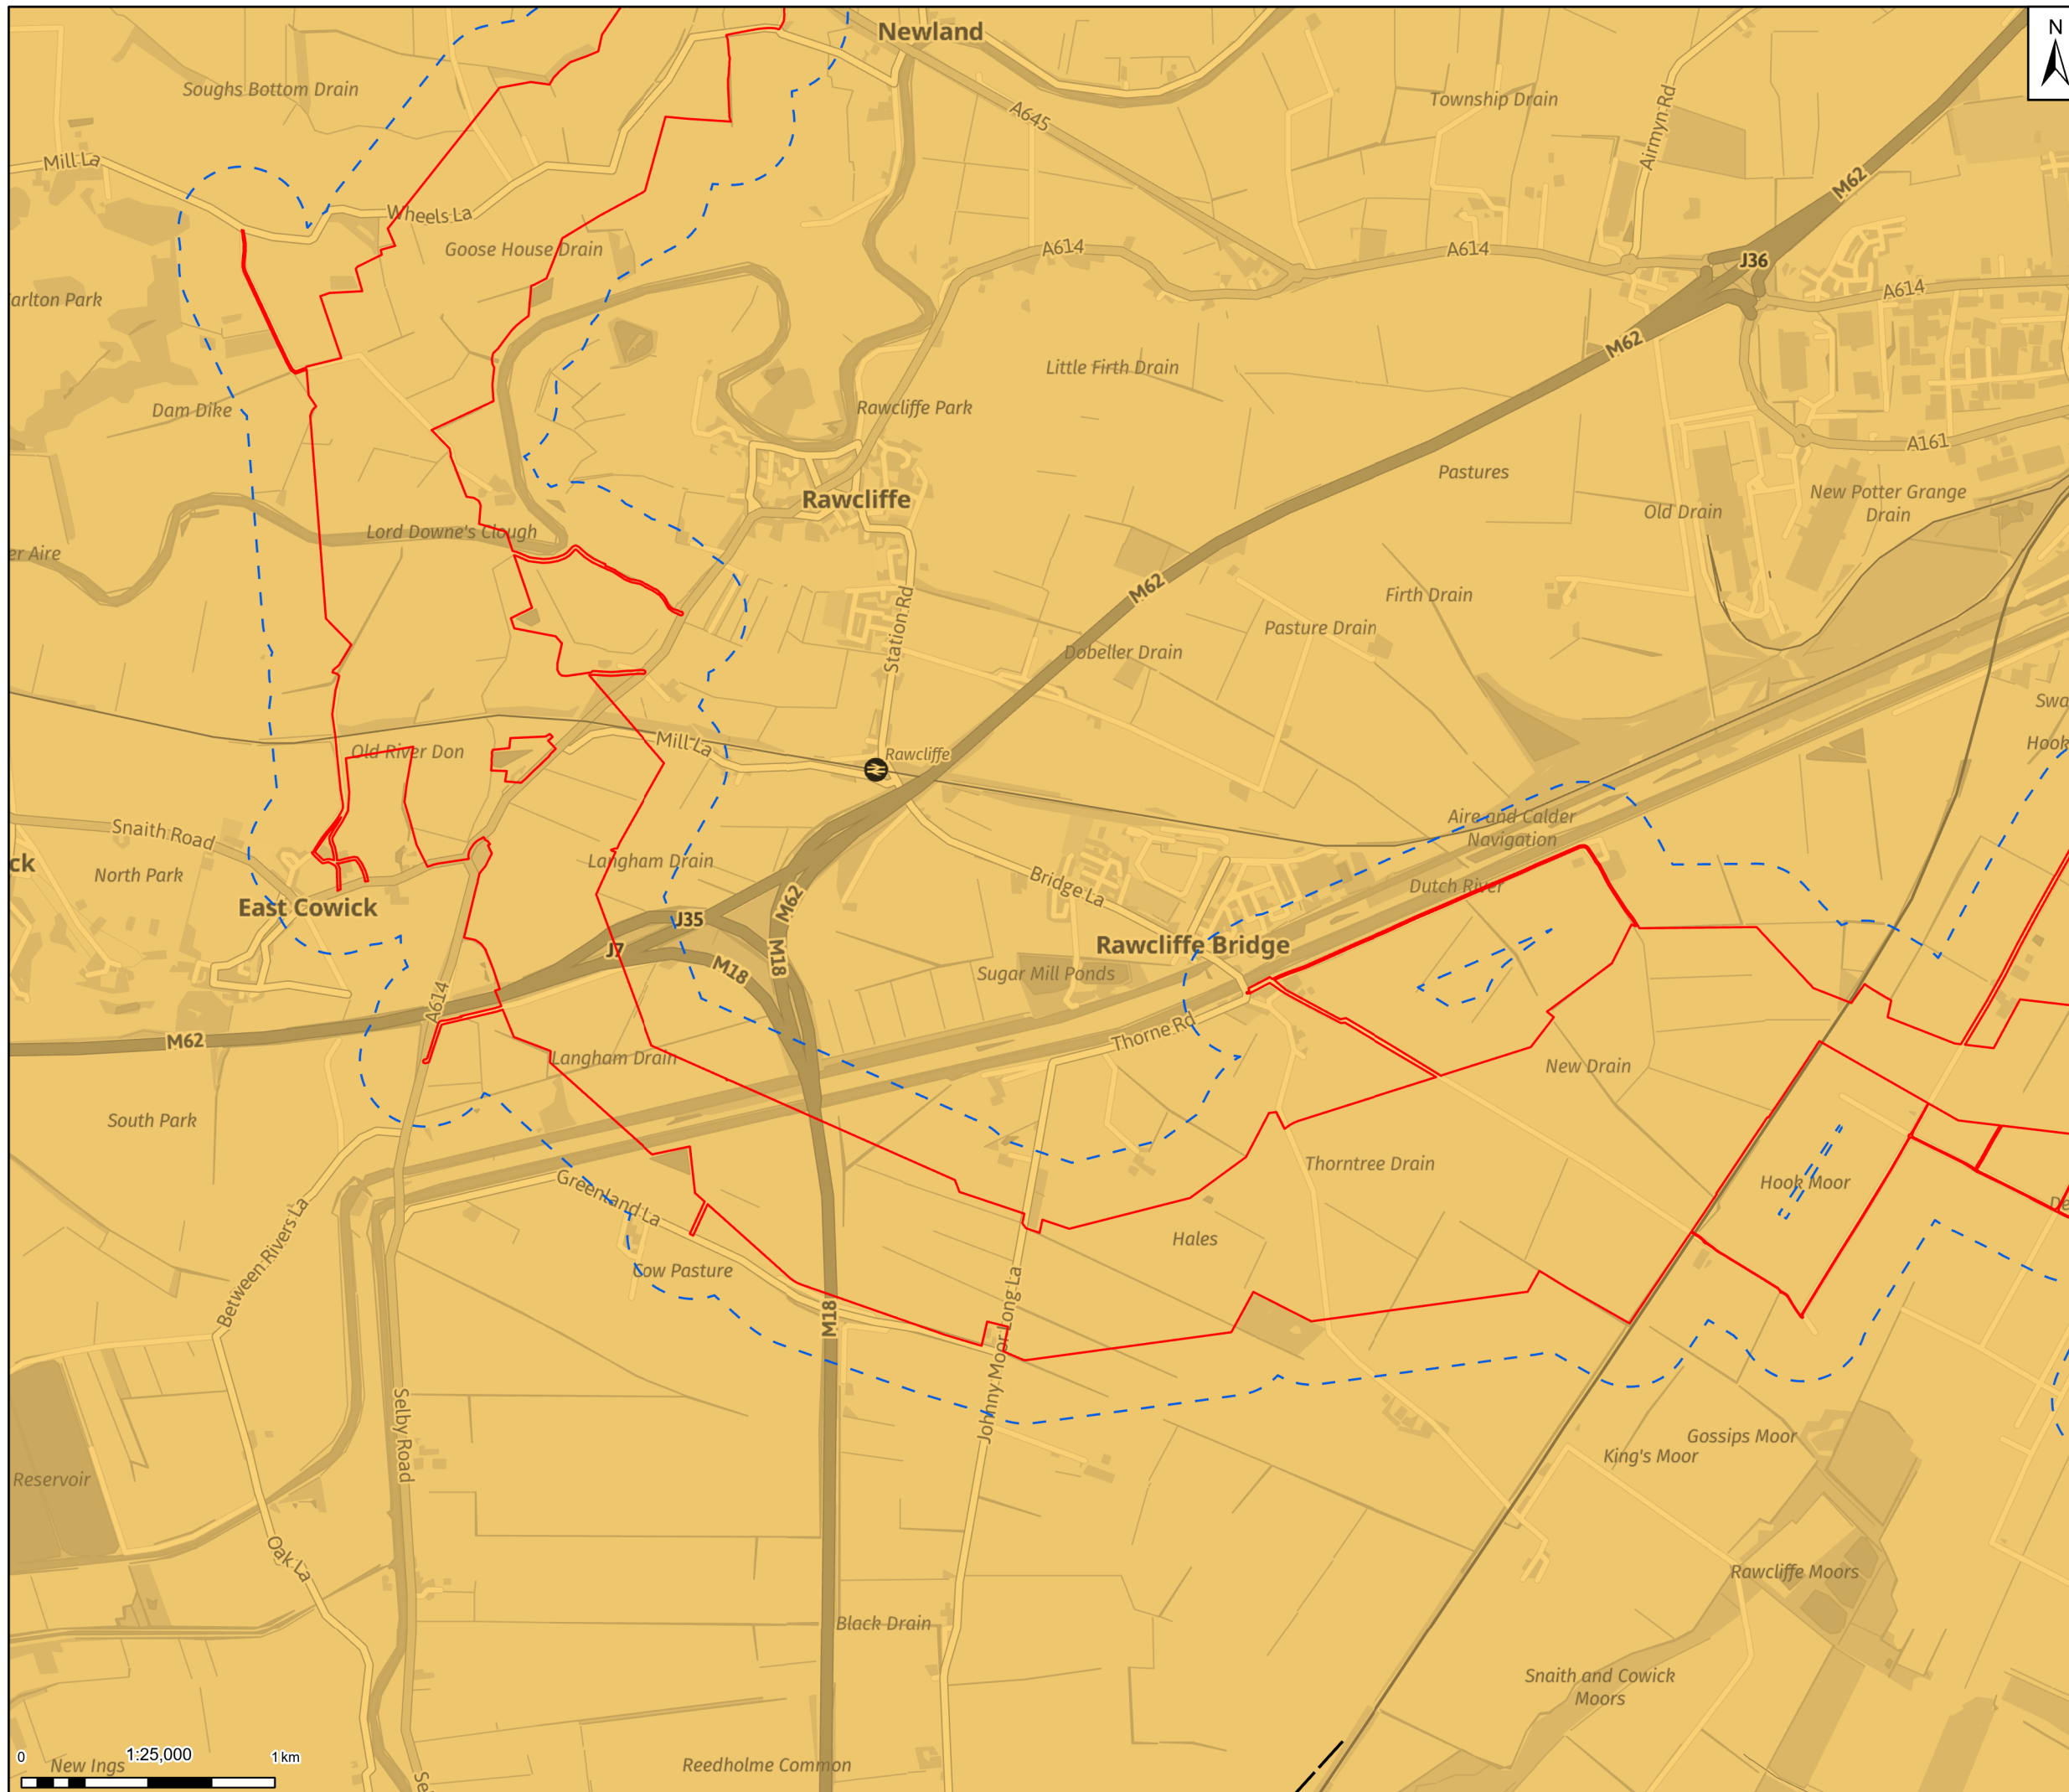 Newland
N
Soughs Bottom Drain
Township Drain
A645
Airmyn Rd
Mill La
M62
Wheels La
Goose House Drain
A614
A614
J36
A614
arlton Park
M62
Little Firth Drain
Dam Dike
Rawcliffe Park
A161
Pastures
Rawcliffe
New Potter Grange
Drain
Old Drain
Lord Downe's Clough
er Aire
M62
Firth Drain
Station Rd
Pasture Drain
Dobeller Drain
Swa
Old River Don
Mill La
Rawcliffe
Hook
Snaith Road
Aire and Calder
Navigation
ck
North Park
Langham Drain
Bridge La
Dutch River
East Cowick
M62
J35
J7
M18
M18
Rawcliffe Bridge
Sugar Mill Ponds
A614
M62
Thorne Rd
Langham Drain
New Drain
South Park
Thorntree Drain
Greenland La
Hook Moor
De
Between Rivers La
Hales
Cow Pasture
M18
Johnny Moor Long La
Selby Road
Gossips Moor
King's Moor
Reservoir
Oak La
Rawcliffe Moors
Black Drain
Snaith and Cowick
Moors
0 1:25,000 1 km
New Ings
Reedholme Common
Se